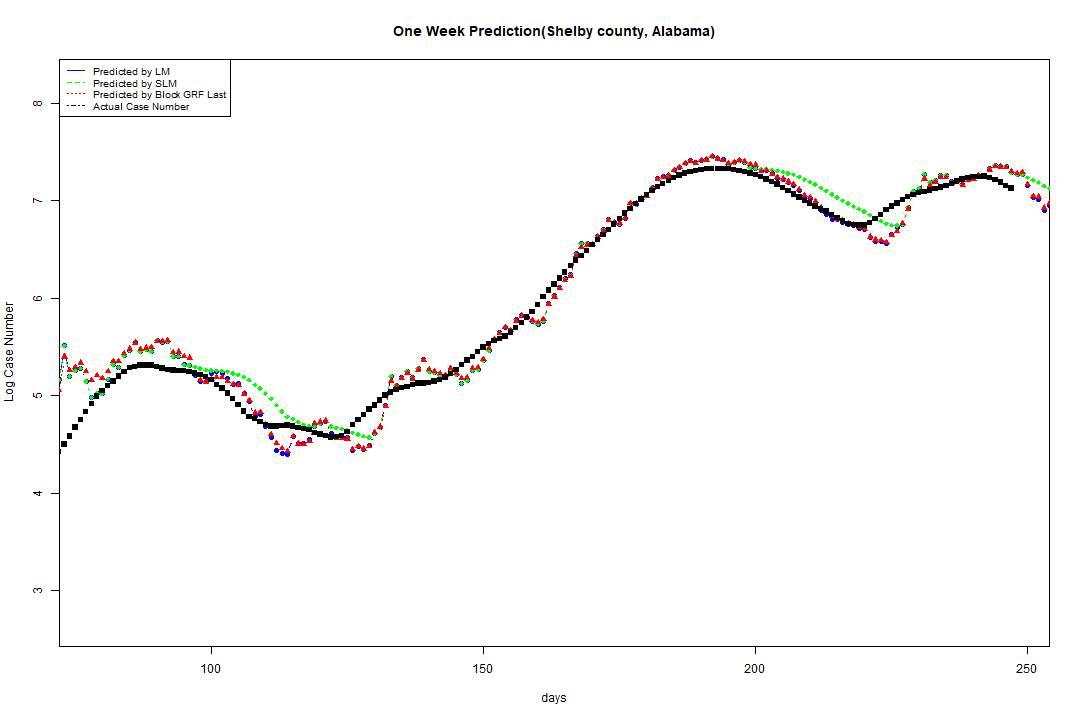 One Week Prediction(Shelby county, Alabama)
Predicted by LM
Predicted by SLM
Predicted by Block GRF Last
Actual Case Number
8
7
6
5
4
3
Log Case Number
100 150 200 250
days